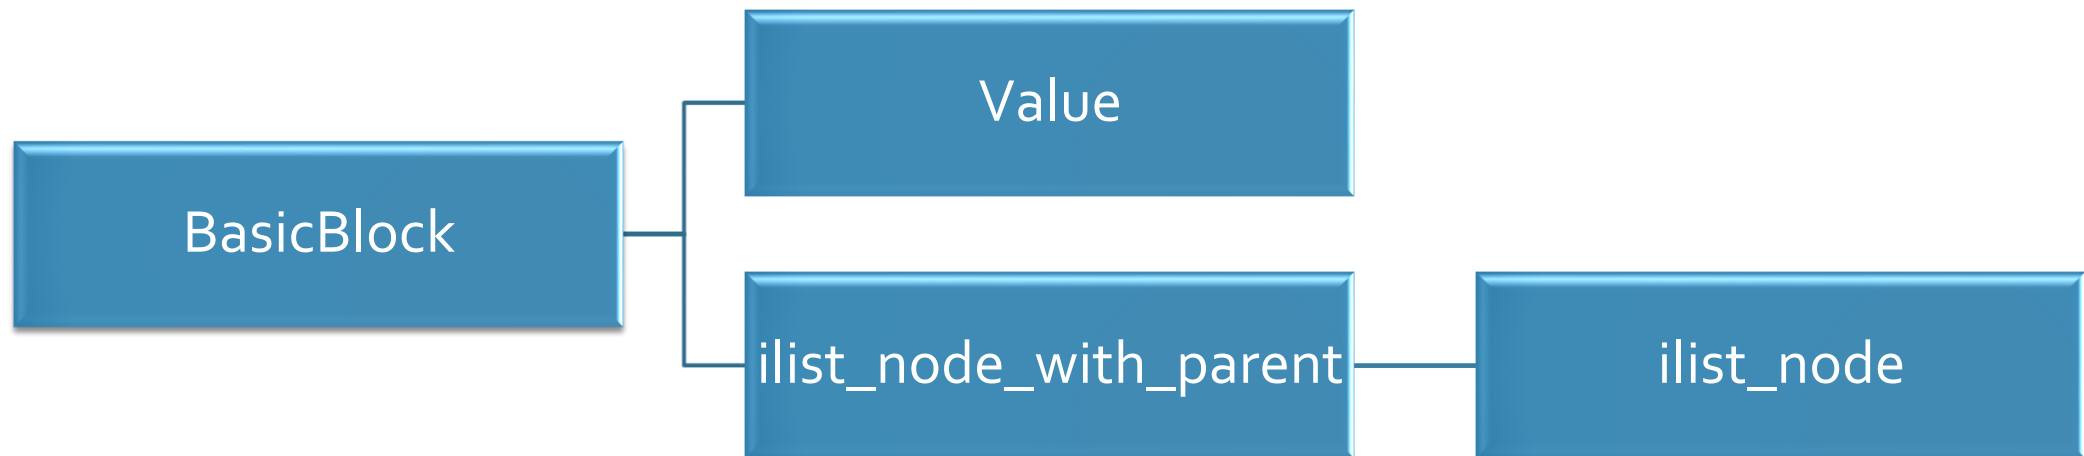 Value
BasicBlock
ilist_node_with_parent
ilist_node